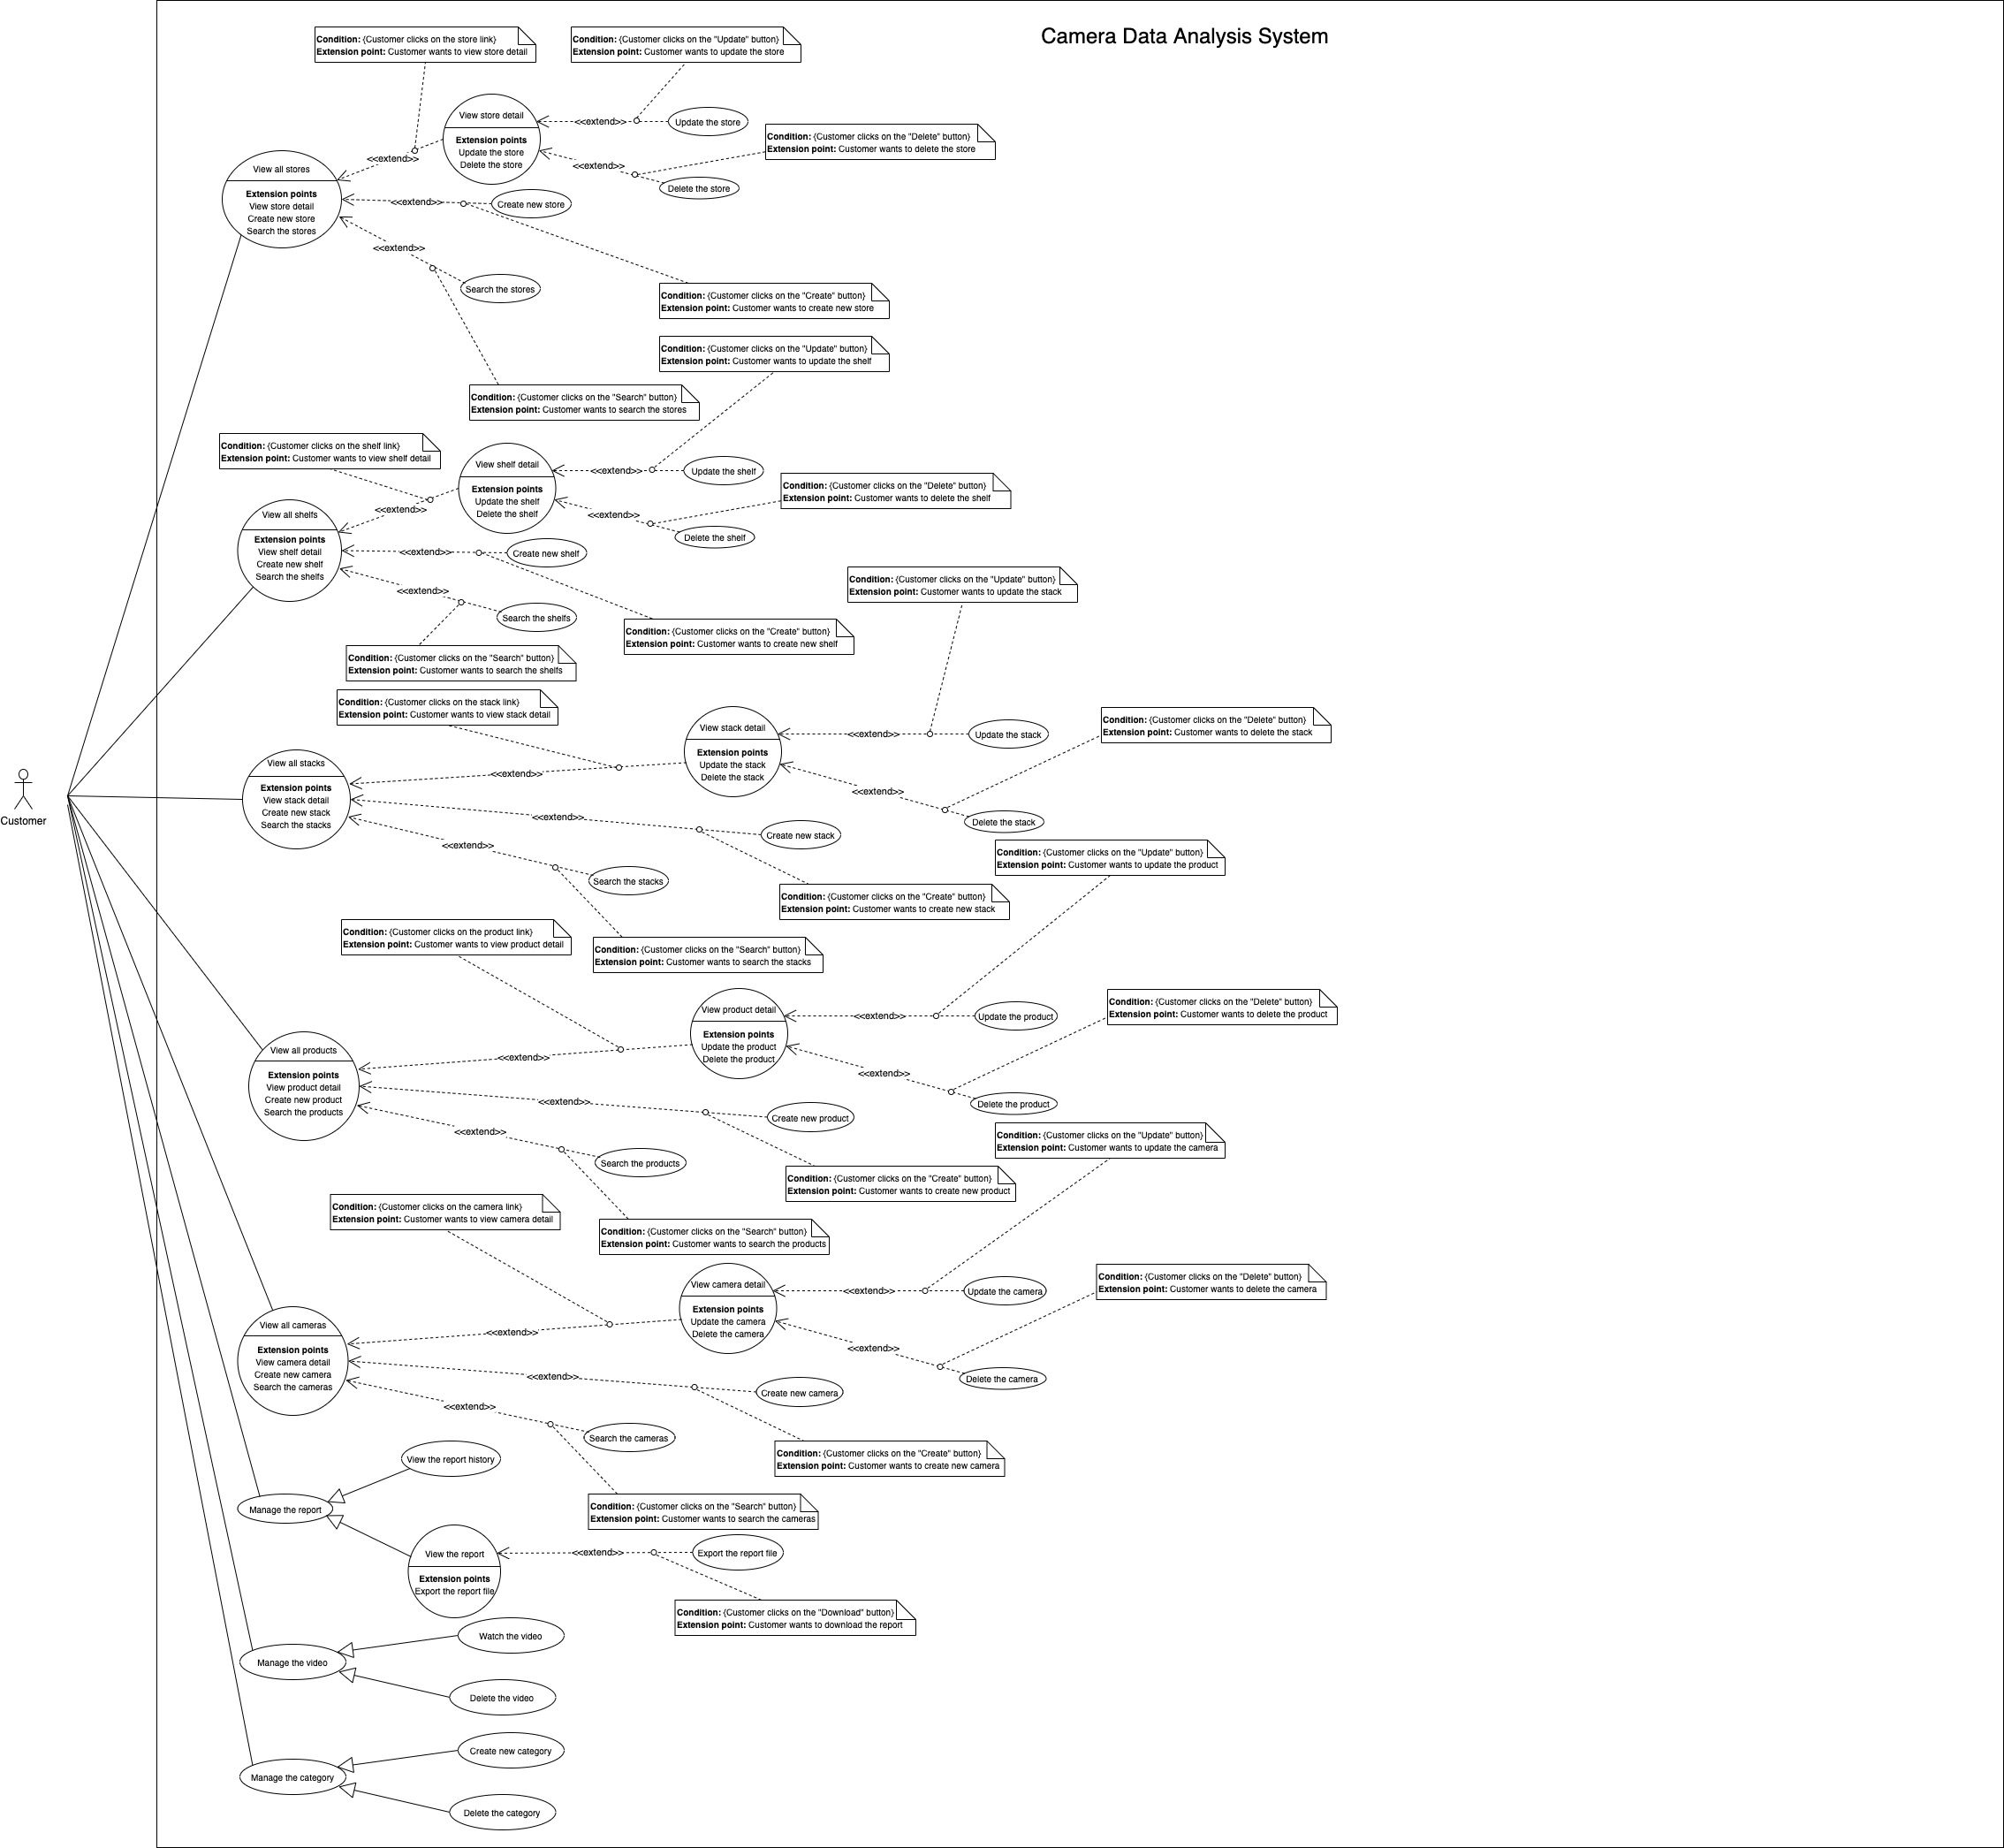 Camera Data Analysis System
Customer
Condition: {Customer clicks on the store link}
Extension point: Customer wants to view store detail
Condition: {Customer clicks on the "Update" button}
Extension point: Customer wants to update the store
View store detail
Extension points
Update the store
Delete the store
<<extend>>
Update the store
Condition: {Customer clicks on the "Delete" button}
Extension point: Customer wants to delete the store
<<extend>>
Delete the store
<<extend>>
View all stores
Extension points
View store detail
Create new store
Search the stores
<<extend>>
Create new store
<<extend>>
Search the stores
Condition: {Customer clicks on the "Create" button}
Extension point: Customer wants to create new store
Condition: {Customer clicks on the "Update" button}
Extension point: Customer wants to update the shelf
Condition: {Customer clicks on the "Search" button}
Extension point: Customer wants to search the stores
Condition: {Customer clicks on the shelf link}
Extension point: Customer wants to view shelf detail
View shelf detail
Extension points
Update the shelf
Delete the shelf
<<extend>>
Update the shelf
Condition: {Customer clicks on the "Delete" button}
Extension point: Customer wants to delete the shelf
<<extend>>
Delete the shelf
<<extend>>
View all shelfs
Extension points
View shelf detail
Create new shelf
Search the shelfs
<<extend>>
Create new shelf
<<extend>>
Search the shelfs
Condition: {Customer clicks on the "Update" button}
Extension point: Customer wants to update the stack
Condition: {Customer clicks on the "Create" button}
Extension point: Customer wants to create new shelf
Condition: {Customer clicks on the "Search" button}
Extension point: Customer wants to search the shelfs
Condition: {Customer clicks on the stack link}
Extension point: Customer wants to view stack detail
View stack detail
Extension points
Update the stack
Delete the stack
<<extend>>
Update the stack
Condition: {Customer clicks on the "Delete" button}
Extension point: Customer wants to delete the stack
<<extend>>
Delete the stack
View all stacks
Extension points
View stack detail
Create new stack
Search the stacks
<<extend>>
<<extend>>
Create new stack
<<extend>>
Search the stacks
Condition: {Customer clicks on the "Update" button}
Extension point: Customer wants to update the product
Condition: {Customer clicks on the "Create" button}
Extension point: Customer wants to create new stack
Condition: {Customer clicks on the product link}
Extension point: Customer wants to view product detail
Condition: {Customer clicks on the "Search" button}
Extension point: Customer wants to search the stacks
View product detail
Extension points
Update the product
Delete the product
<<extend>>
Update the product
Condition: {Customer clicks on the "Delete" button}
Extension point: Customer wants to delete the product
<<extend>>
Delete the product
View all products
Extension points
View product detail
Create new product
Search the products
<<extend>>
<<extend>>
Create new product
<<extend>>
Search the products
Condition: {Customer clicks on the "Update" button}
Extension point: Customer wants to update the camera
Condition: {Customer clicks on the "Create" button}
Extension point: Customer wants to create new product
Condition: {Customer clicks on the camera link}
Extension point: Customer wants to view camera detail
Condition: {Customer clicks on the "Search" button}
Extension point: Customer wants to search the products
View camera detail
Extension points
Update the camera
Delete the camera
<<extend>>
Update the camera
Condition: {Customer clicks on the "Delete" button}
Extension point: Customer wants to delete the camera
<<extend>>
Delete the camera
View all cameras
Extension points
View camera detail
Create new camera
Search the cameras
<<extend>>
<<extend>>
Create new camera
<<extend>>
Search the cameras
Condition: {Customer clicks on the "Create" button}
Extension point: Customer wants to create new camera
View the report history
Manage the report
Condition: {Customer clicks on the "Search" button}
Extension point: Customer wants to search the cameras
View the report
Extension points
Export the report file
<<extend>>
Export the report file
Condition: {Customer clicks on the "Download" button}
Extension point: Customer wants to download the report
Watch the video
Manage the video
Delete the video
Create new category
Manage the category
Delete the category